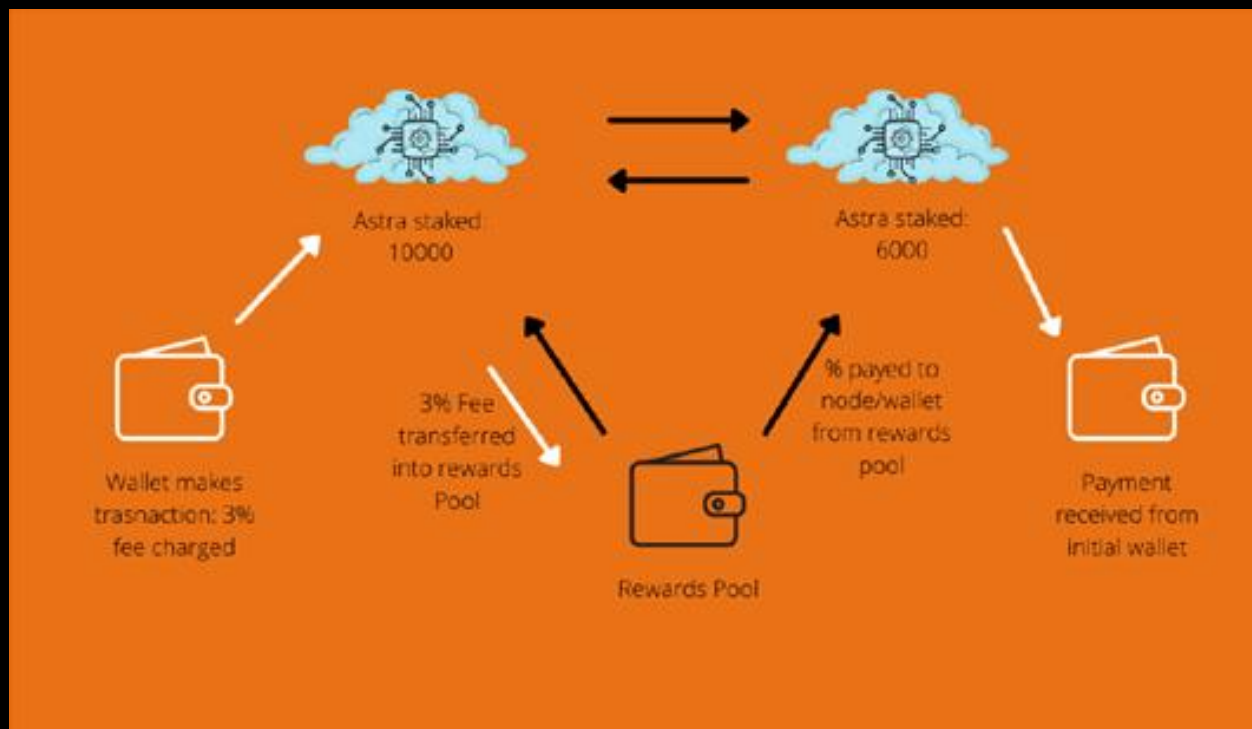 Astra staked:
10000
Astra staked:
6000
3% Fee
transferred
into rewards
Pool
% payed to
node/wallet
from rewards
pool
Wallet makes
trasnaction: 3%
fee charged
Payment
received from
initial wallet
Rewards Pool